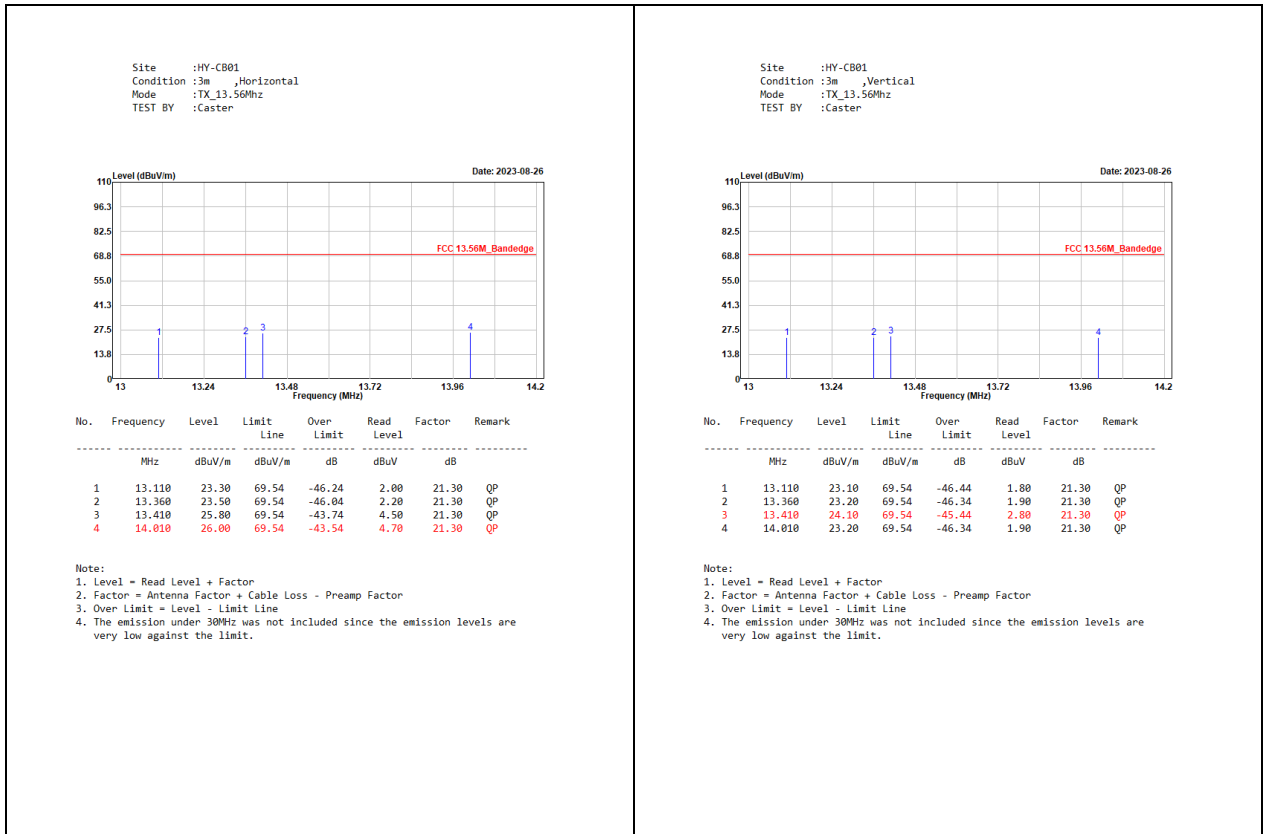 Site      :HY-CB01
Condition :3m    ,Horizontal
Mode      :TX_13.56Mhz
TEST BY   :Caster
Level (dBuV/m)
Date: 2023-08-26
110
96.3
82.5
FCC 13.56M_Bandedge
68.8
55.0
41.3
27.5
1 2 3 4
13.8
0
13 13.24 13.48 13.72 13.96 14.2
Frequency (MHz)
No. Frequency Level Limit Over Read Factor Remark
Line Limit Level
------ ----------- -------- --------- --------- -------- -------- ---------
MHz dBuV/m dBuV/m dB dBuV dB
1 13.110 23.30 69.54 -46.24 2.00 21.30 QP
2 13.360 23.50 69.54 -46.04 2.20 21.30 QP
3 13.410 25.80 69.54 -43.74 4.50 21.30 QP
4 14.010 26.00 69.54 -43.54 4.70 21.30 QP
Note:
1. Level = Read Level + Factor
2. Factor = Antenna Factor + Cable Loss - Preamp Factor
3. Over Limit = Level - Limit Line
4. The emission under 30MHz was not included since the emission levels are
very low against the limit.
Site      :HY-CB01
Condition :3m    ,Vertical
Mode      :TX_13.56Mhz
TEST BY   :Caster
Level (dBuV/m)
Date: 2023-08-26
110
96.3
82.5
FCC 13.56M_Bandedge
68.8
55.0
41.3
27.5
1 2 3 4
13.8
0
13 13.24 13.48 13.72 13.96 14.2
Frequency (MHz)
No. Frequency Level Limit Over Read Factor Remark
Line Limit Level
------ ----------- -------- --------- --------- -------- -------- ---------
MHz dBuV/m dBuV/m dB dBuV dB
1 13.110 23.10 69.54 -46.44 1.80 21.30 QP
2 13.360 23.20 69.54 -46.34 1.90 21.30 QP
3 13.410 24.10 69.54 -45.44 2.80 21.30 QP
4 14.010 23.20 69.54 -46.34 1.90 21.30 QP
Note:
1. Level = Read Level + Factor
2. Factor = Antenna Factor + Cable Loss - Preamp Factor
3. Over Limit = Level - Limit Line
4. The emission under 30MHz was not included since the emission levels are
very low against the limit.